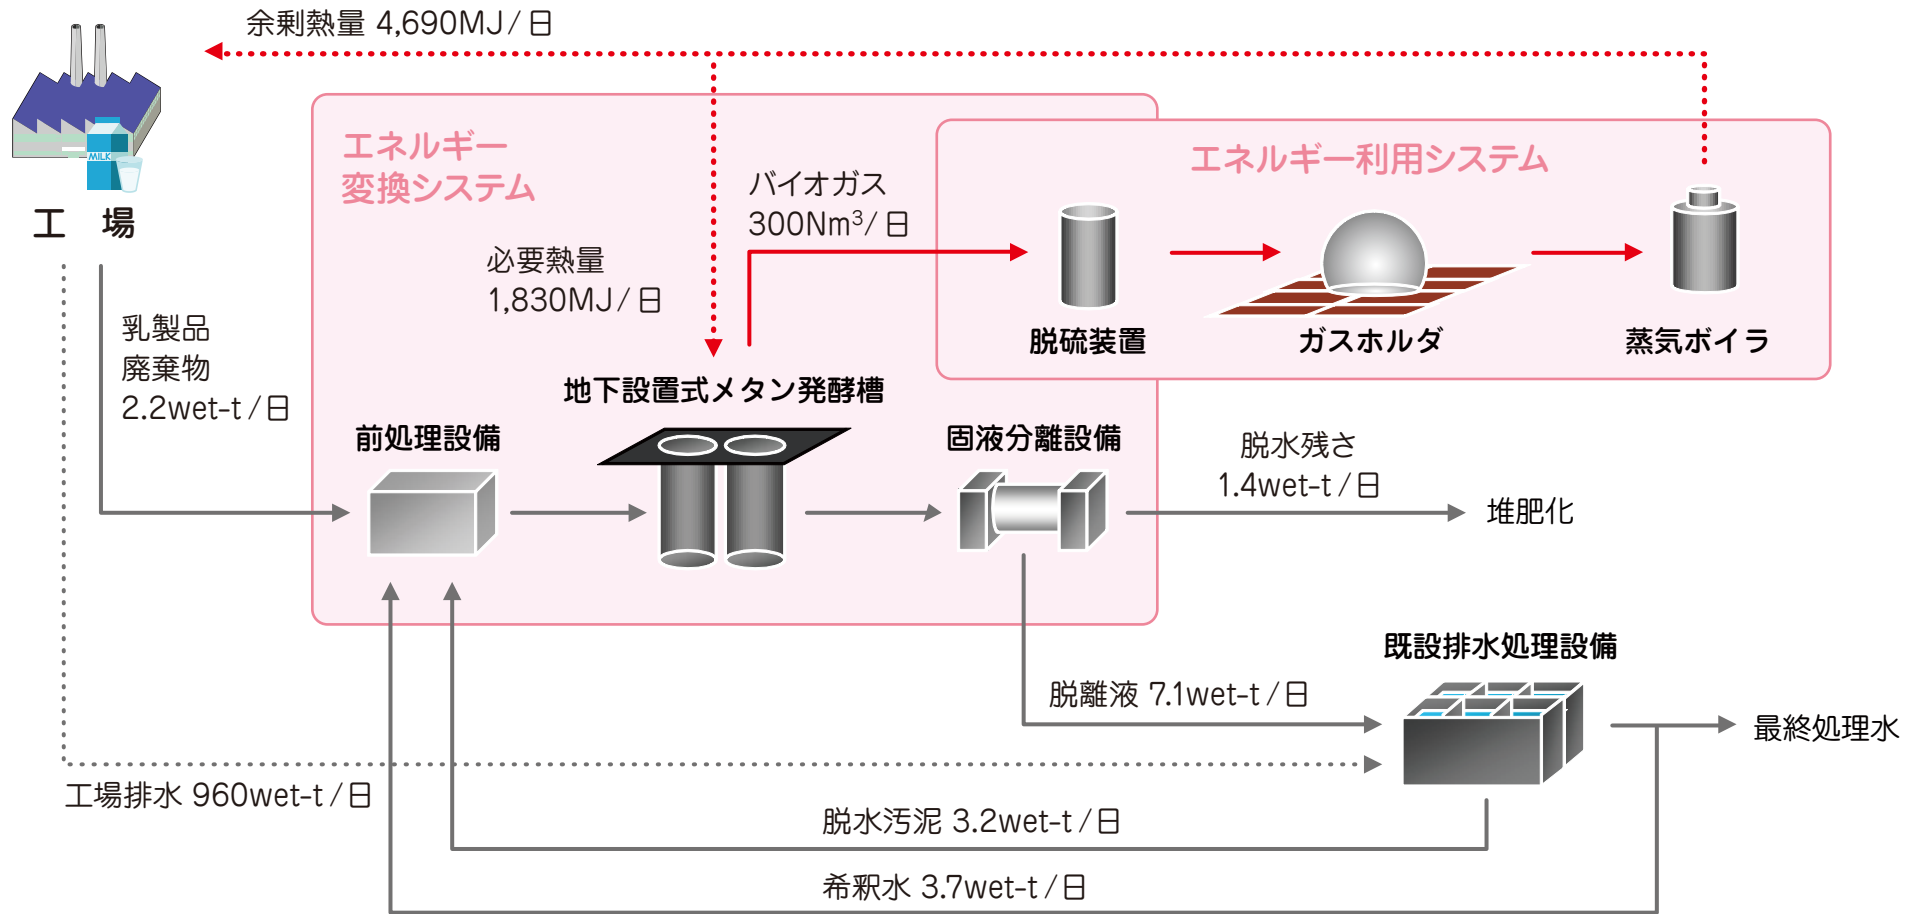 余剰熱量 4,690MJ/日
エネルギー
変換システム
エネルギー利用システム
MILK
工 場
バイオガス
300Nm³/日
必要熱量
1,830MJ/日
乳製品
廃棄物
2.2wet-t/日
脱硫装置
ガスホルダ
蒸気ボイラ
地下設置式メタン発酵槽
前処理設備
固液分離設備
脱水残さ
1.4wet-t/日
堆肥化
既設排水処理設備
脱離液 7.1wet-t/日
最終処理水
工場排水 960wet-t/日
脱水汚泥 3.2wet-t/日
希釈水 3.7wet-t/日